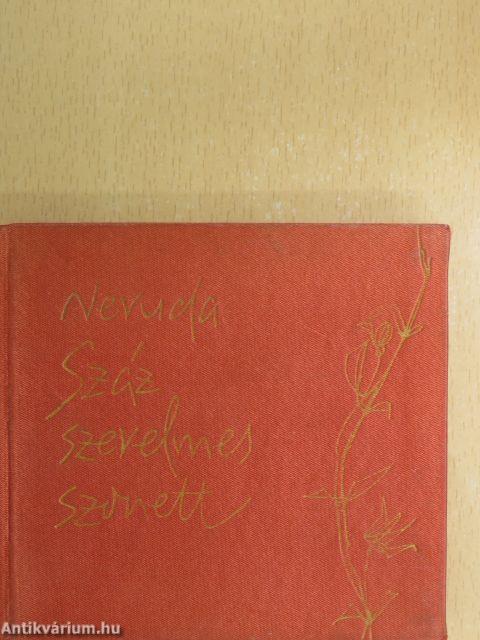 Neruda
Száz
szerelmes
szonett
Antikvárium.hu